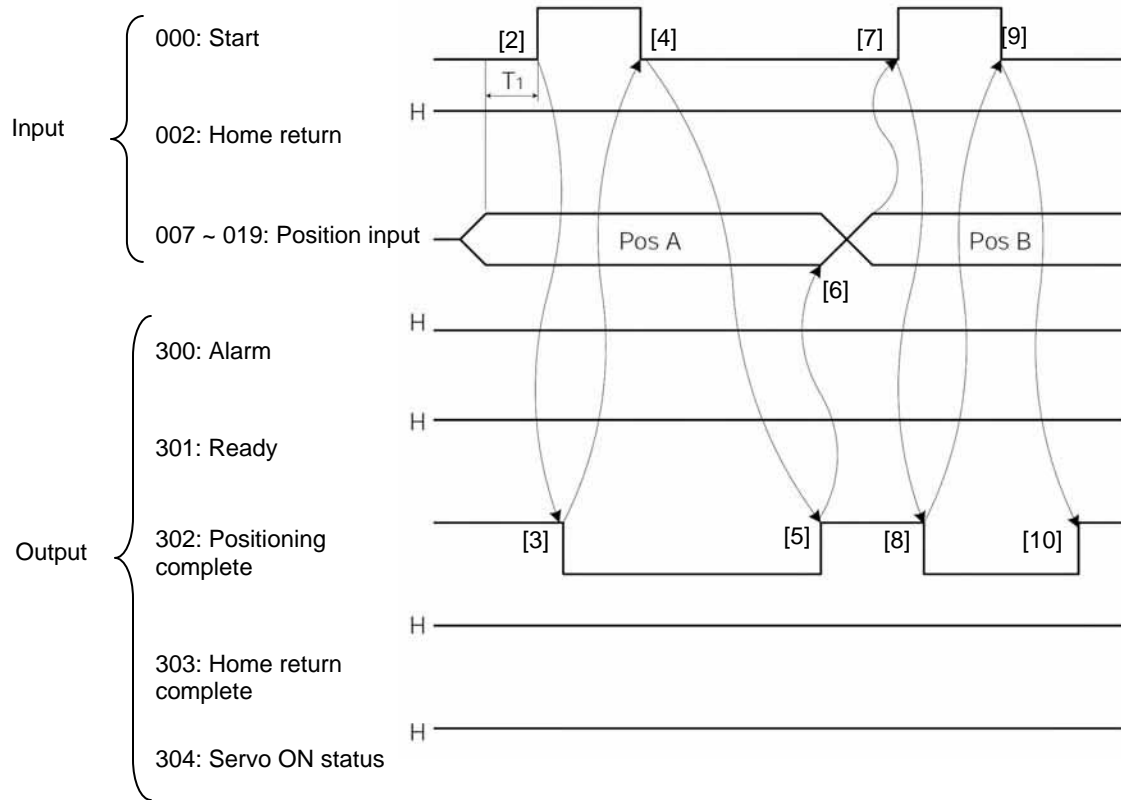 000: Start
[2]
[4]
[7]
[9]
T1
Input
H
002: Home return
007 ~ 019: Position input
Pos A
Pos B
[6]
H
300: Alarm
H
301: Ready
Output
302: Positioning
complete
[3]
[5]
[8]
[10]
H
303: Home return
complete
H
304: Servo ON status